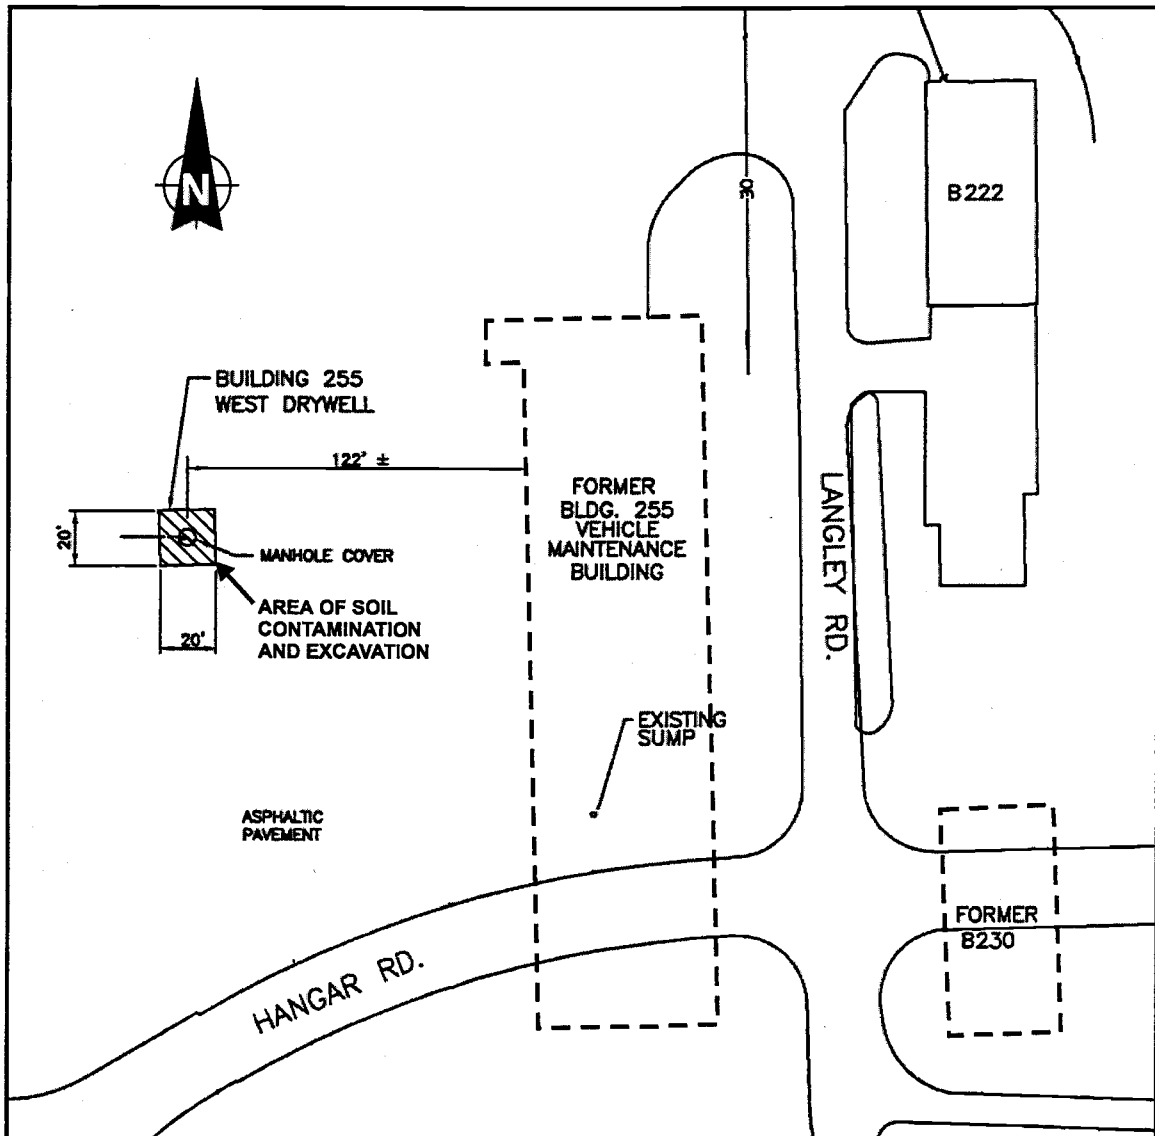 N
30
B222
BUILDING 255
WEST DRYWELL
122' ±
FORMER
BLDG. 255
VEHICLE
MAINTENANCE
BUILDING
LANGLEY RD.
20'
MANHOLE COVER
AREA OF SOIL
CONTAMINATION
AND EXCAVATION
20'
EXISTING
SUMP
ASPHALTIC
PAVEMENT
FORMER
B230
HANGAR RD.